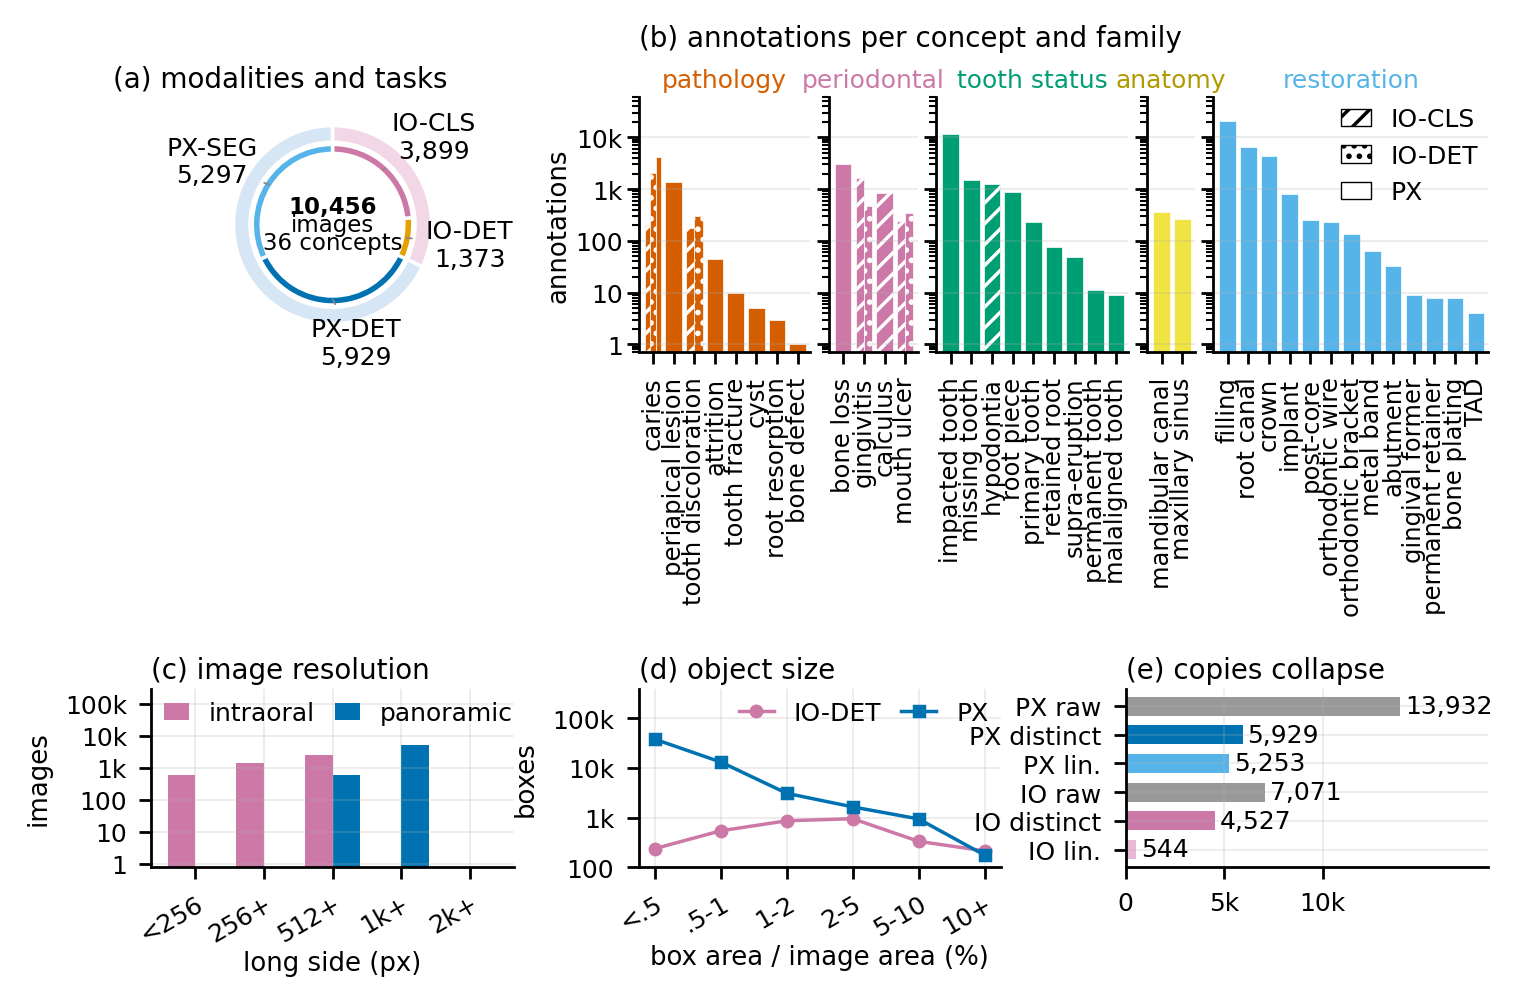 (b) annotations per concept and family
(a) modalities and tasks
pathology
periodontal
tooth status
anatomy
restoration
IO-CLS
3,899
PX-SEG
5,297
10,456
images
36 concepts
IO-DET
1,373
PX-DET
5,929
annotations
10k
1k
100
10
1
IO-CLS
IO-DET
PX
caries
periapical lesion
tooth discoloration
attrition
tooth fracture
cyst
root resorption
bone defect
bone loss
gingivitis
calculus
mouth ulcer
impacted tooth
missing tooth
hypodontia
root piece
primary tooth
retained root
supra-eruption
permanent tooth
malaligned tooth
mandibular canal
maxillary sinus
filling
root canal
crown
implant
post-core
orthodontic wire
orthodontic bracket
metal band
abutment
gingival former
permanent retainer
bone plating
TAD
(c) image resolution
images
100k
10k
1k
100
10
1
intraoral
panoramic
<256
256+
512+
1k+
2k+
long side (px)
(d) object size
boxes
100k
10k
1k
100
IO-DET
PX
<.5
.5-1
1-2
2-5
5-10
10+
box area / image area (%)
(e) copies collapse
PX raw
13,932
PX distinct
5,929
PX lin.
5,253
IO raw
7,071
IO distinct
4,527
IO lin.
544
0
5k
10k